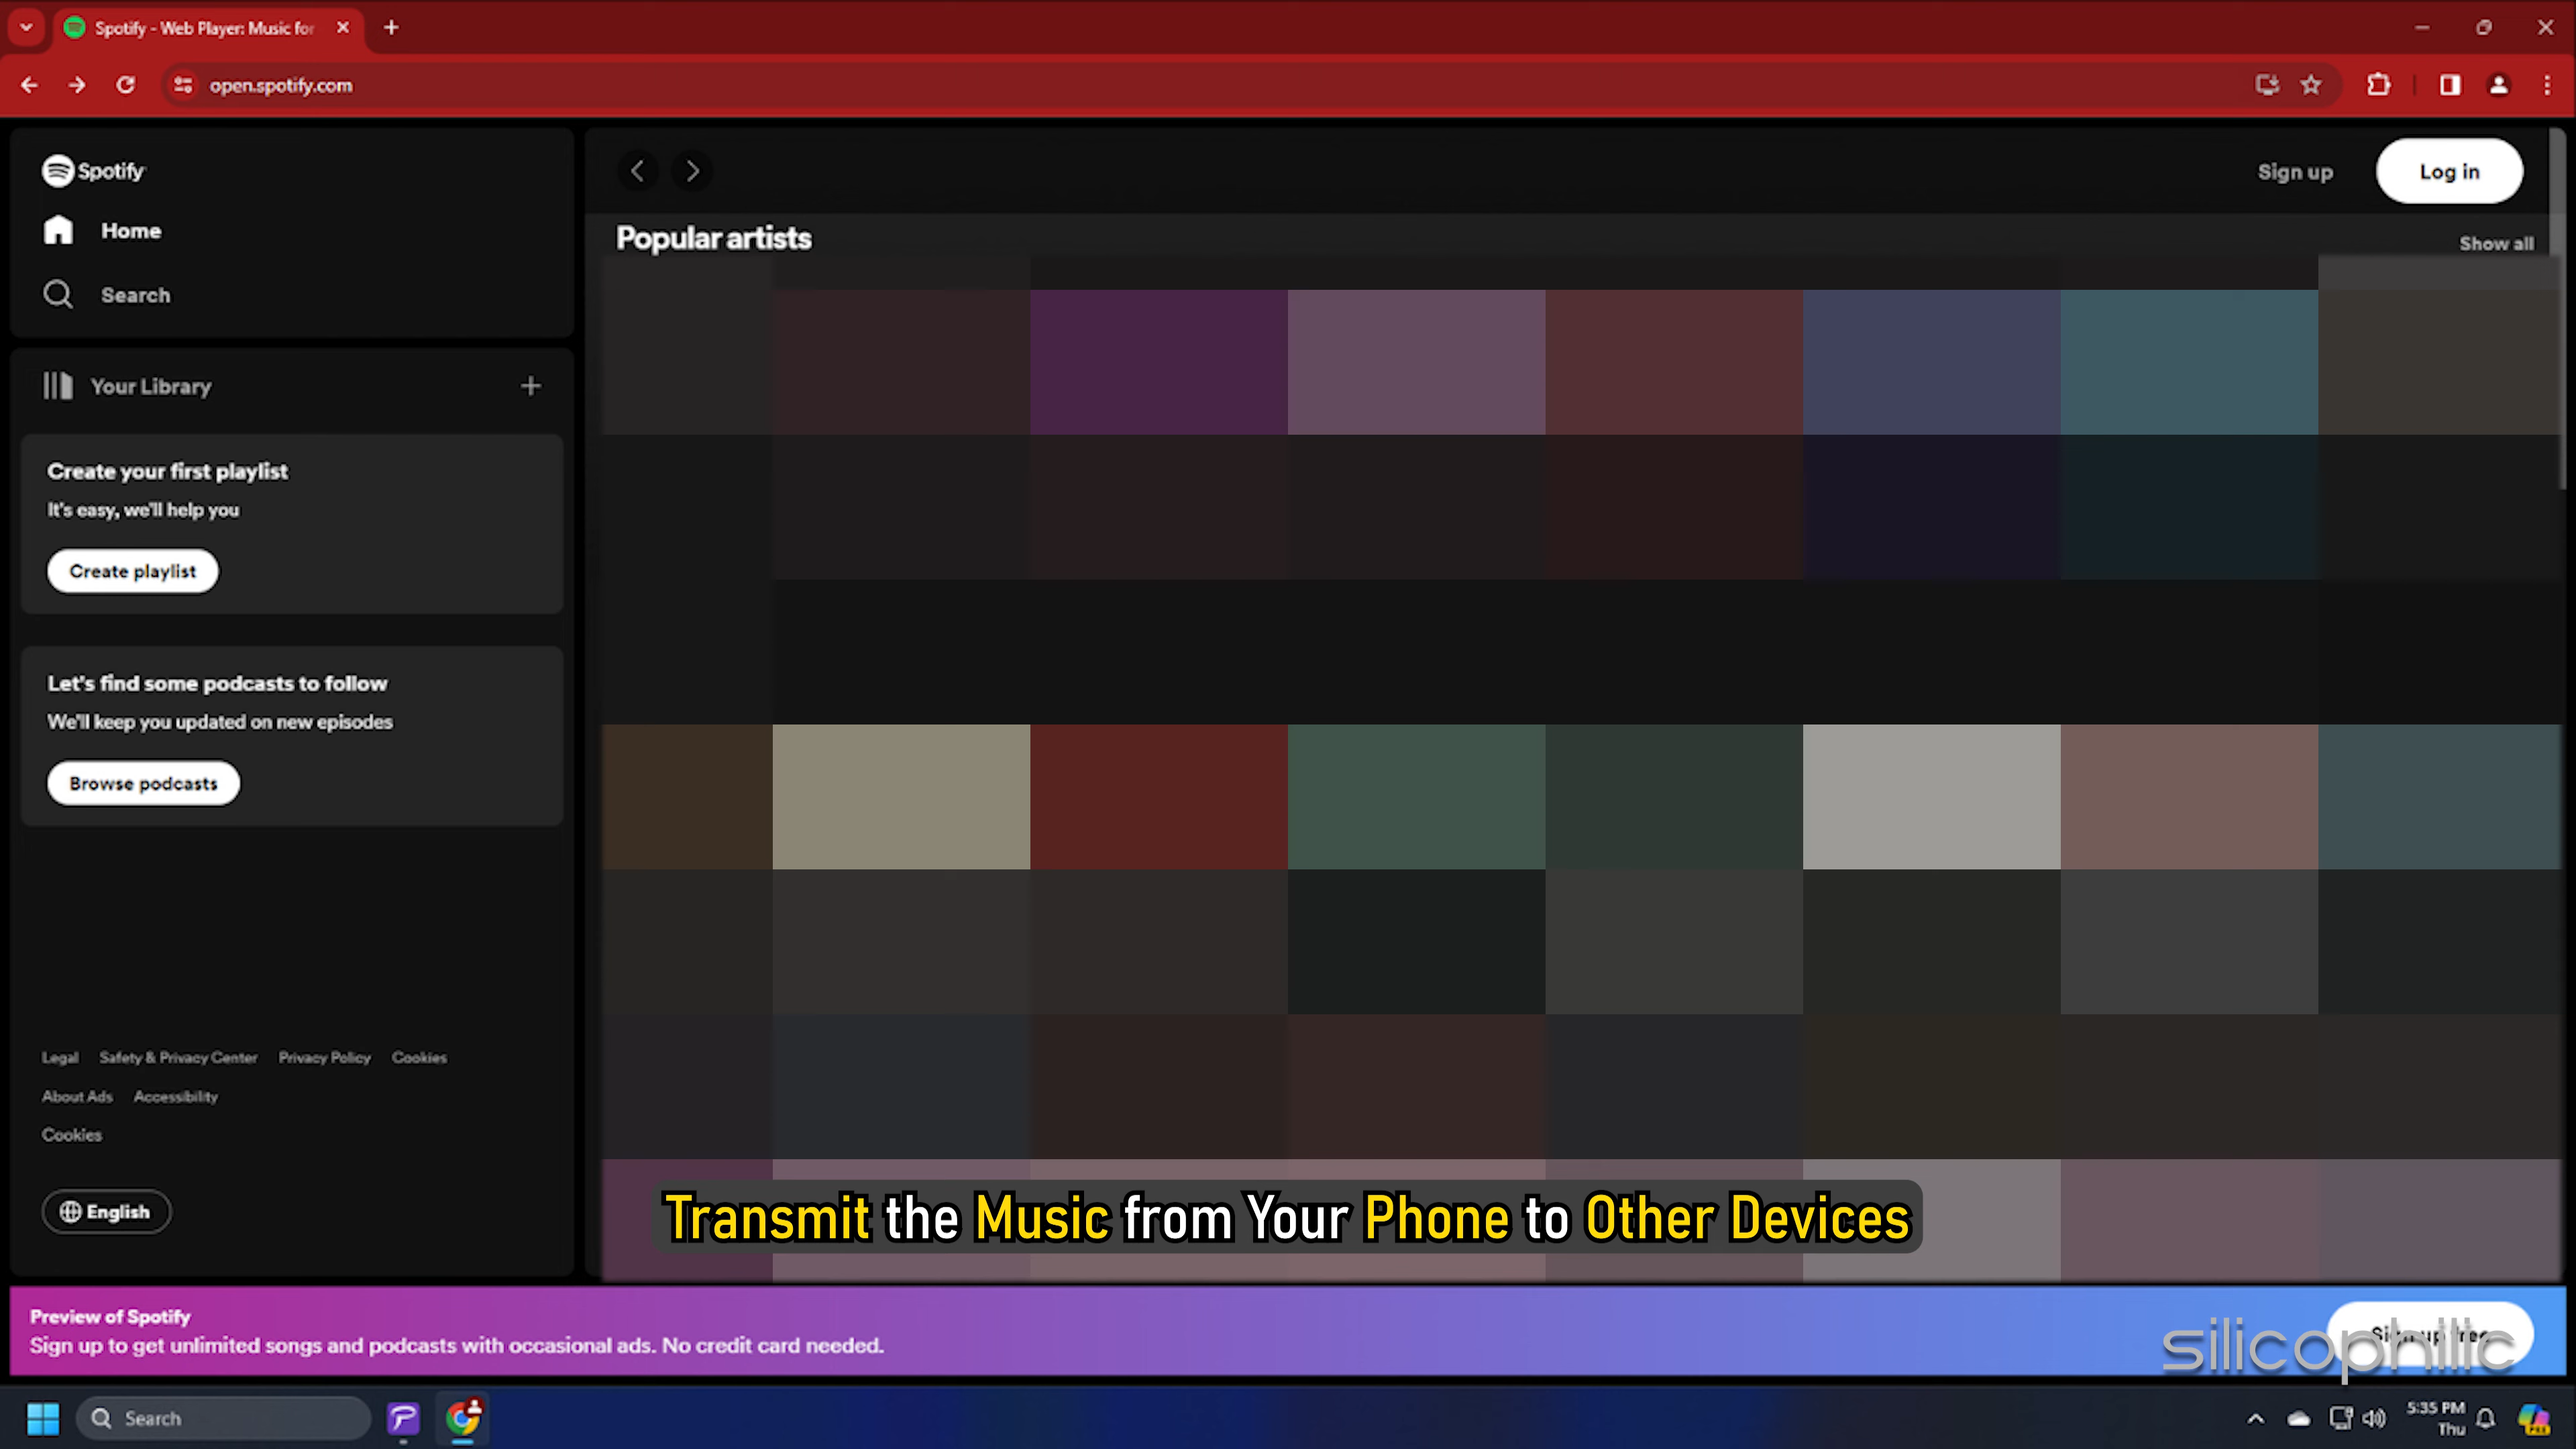 Spotify - Web Player: Music for
open.spotify.com
Spotify
Home
Search
Your Library
Create your first playlist
It's easy, we'll help you
Create playlist
Let's find some podcasts to follow
We'll keep you updated on new episodes
Browse podcasts
Legal Safety & Privacy Center Privacy Policy Cookies
About Ads Accessibility
Cookies
English
Sign up Log in
Popular artists
Show all
Transmit the Music from Your Phone to Other Devices
Preview of Spotify
Sign up to get unlimited songs and podcasts with occasional ads. No credit card needed.
Sign up free
silicophilic
Search
5:35 PM
Thu